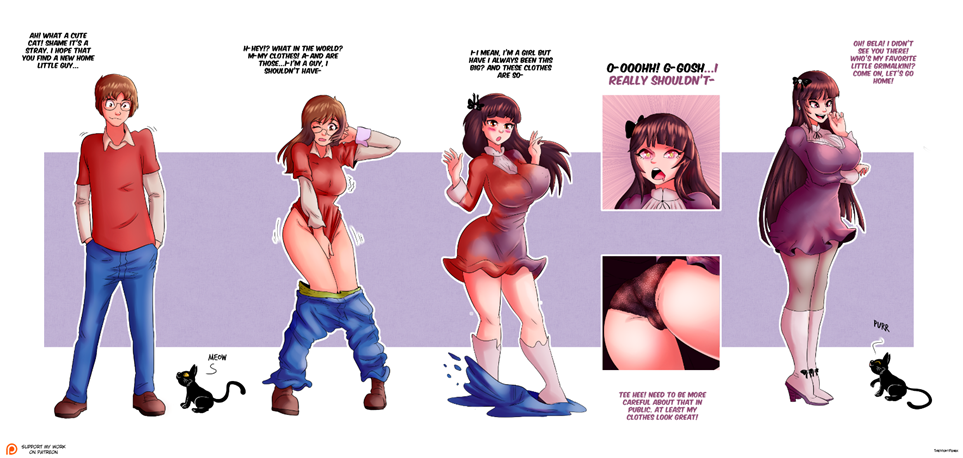 AH! WHAT A CUTE
CAT! SHAME IT'S A
STRAY. I HOPE THAT
YOU FIND A NEW HOME
LITTLE GUY...
MEOW
H-HEY!? WHAT IN THE WORLD?
M-MY CLOTHES! A-AND ARE
THOSE...I-I'M A GUY, I
SHOULDN'T HAVE-
I-I MEAN, I'M A GIRL BUT
HAVE I ALWAYS BEEN THIS
BIG? AND THESE CLOTHES
ARE SO-
O-OOOHH! G-GOSH...I
REALLY SHOULDN'T-
TEE HEE! NEED TO BE MORE
CAREFUL ABOUT THAT IN
PUBLIC. AT LEAST MY
CLOTHES LOOK GREAT!
OH! BELA! I DIDN'T
SEE YOU THERE!
WHO'S MY FAVORITE
LITTLE GRIMALKIN!?
COME ON, LET'S GO
HOME!
PURR
SUPPORT MY WORK
ON PATREON